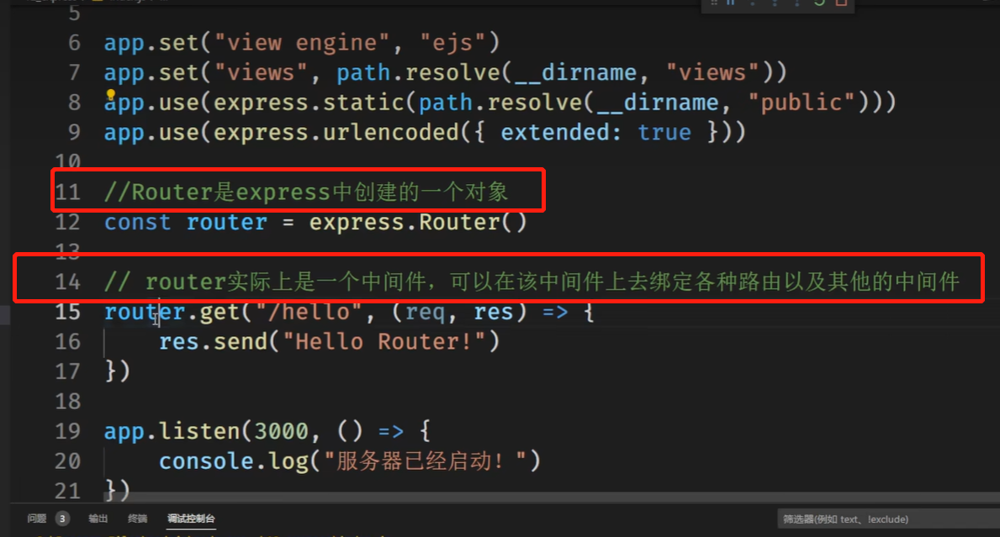 5
6 app.set("view engine", "ejs")
7 app.set("views", path.resolve(__dirname, "views"))
8 app.use(express.static(path.resolve(__dirname, "public")))
9 app.use(express.urlencoded({ extended: true }))
10
11 //Router是express中创建的一个对象
12 const router = express.Router()
13
14 // router实际上是一个中间件，可以在该中间件上去绑定各种路由以及其他的中间件
15 router.get("/hello", (req, res) => {
16 res.send("Hello Router!")
17 })
18
19 app.listen(3000, () => {
20 console.log("服务器已经启动！")
21 })
问题 3 输出 终端 调试控制台 筛选器(例如 text、!exclude)